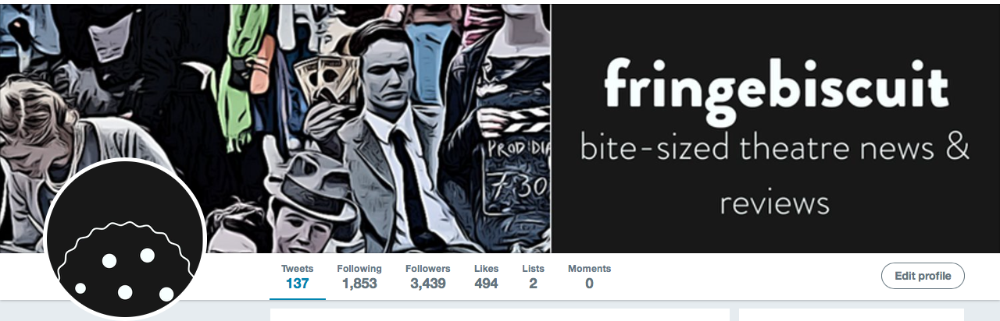 fringebiscuit
bite-sized theatre news &
reviews
PROD
7 30
Tweets Following Followers Likes Lists Moments
137 1,853 3,439 494 2 0
Edit profile